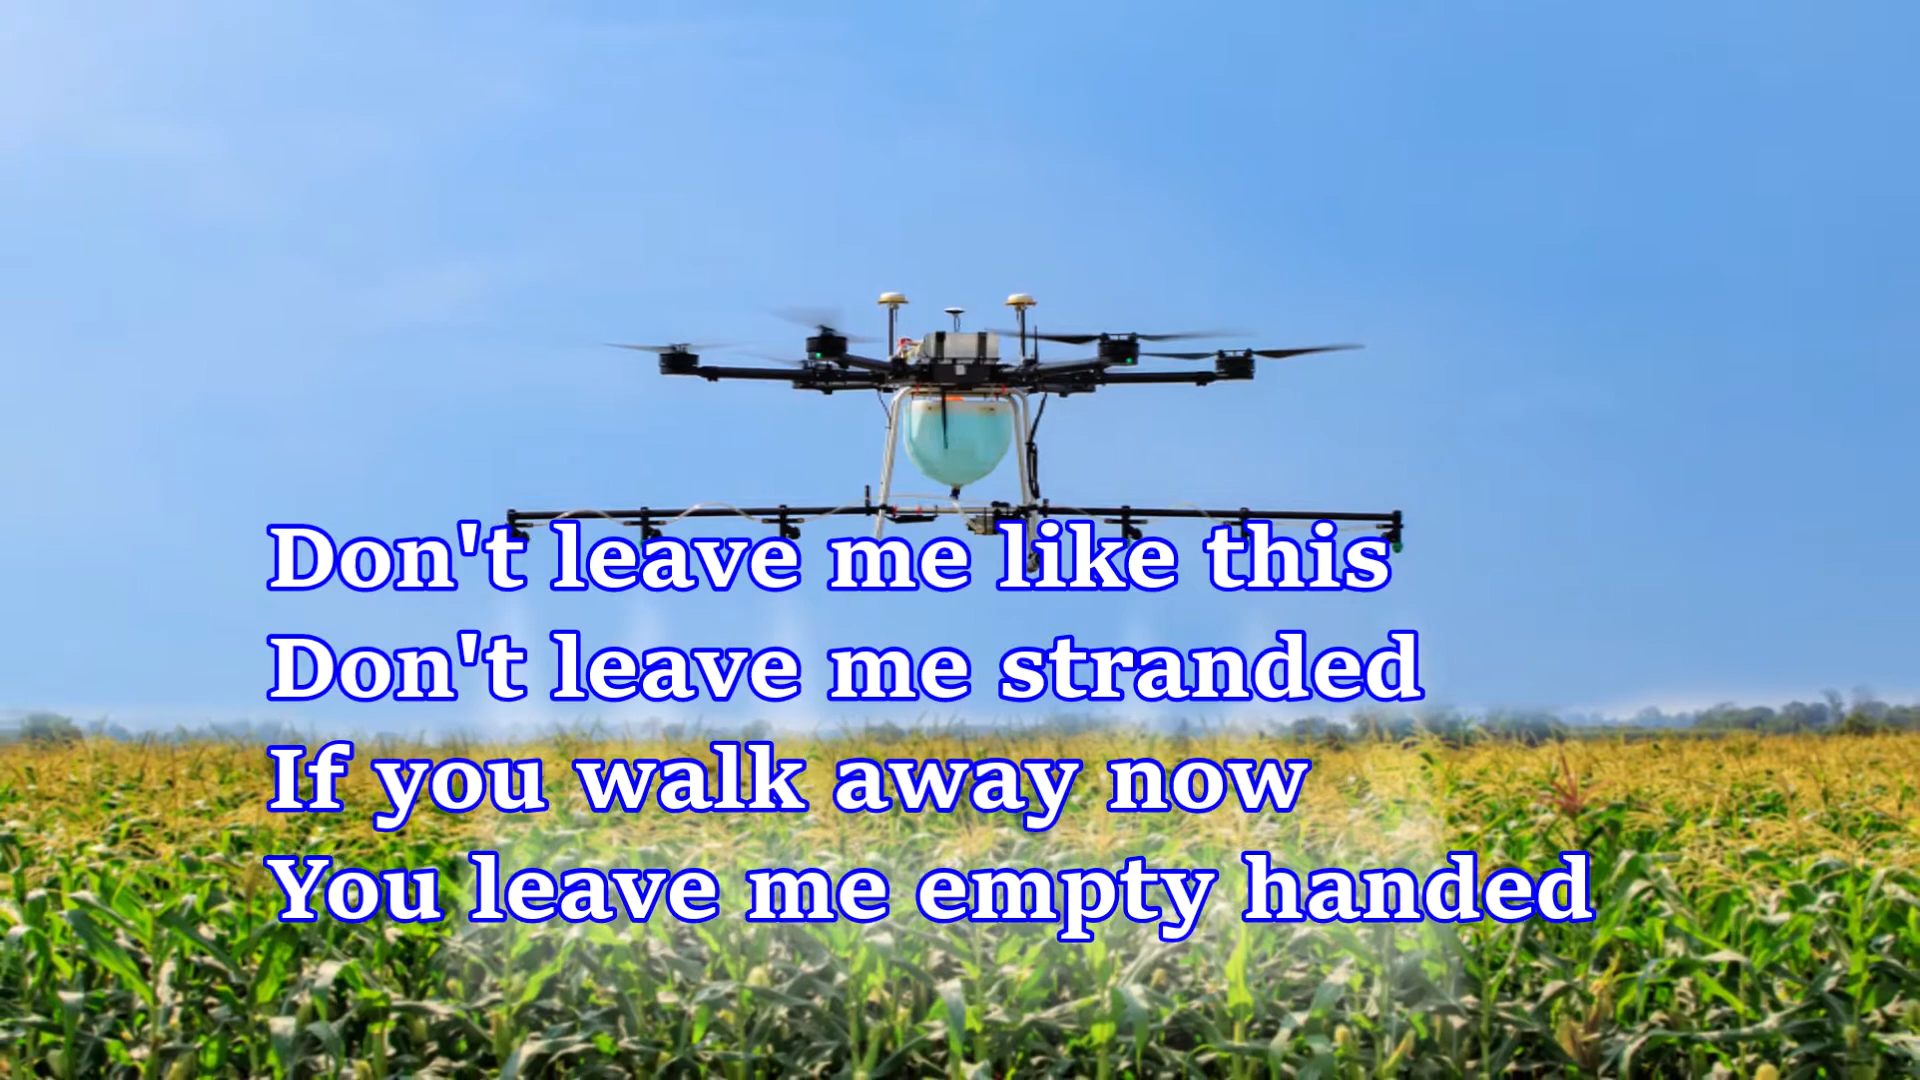 Don't leave me like this
Don't leave me stranded
If you walk away now
You leave me empty handed